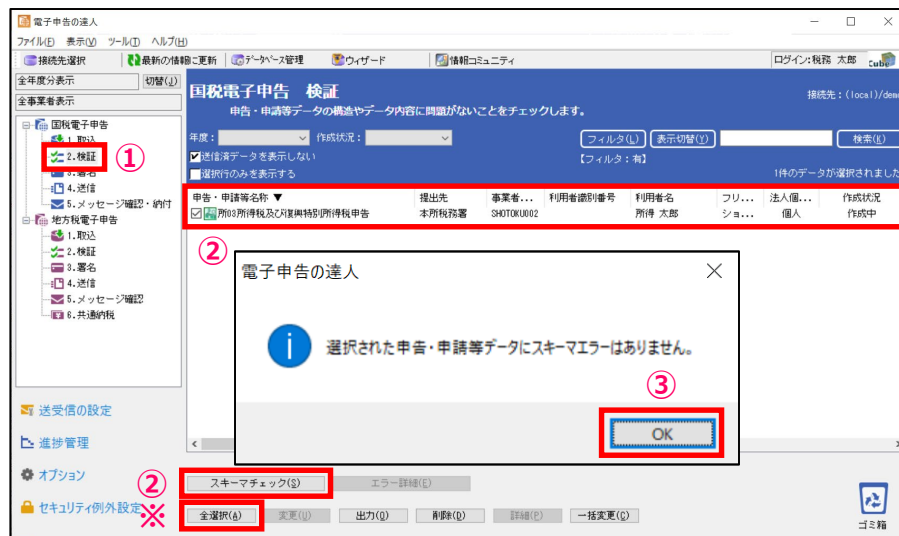 電子申告の達人
ファイル(F) 表示(V) ツール(T) ヘルプ(H)
接続先選択 最新の情報に更新 データベース管理 ウィザード 情報コミュニティ ログイン:税務 太郎 Cube
全年度分表示 切替(J)
全事業者表示
国税電子申告
1.取込
2.検証
①
3.署名
4.送信
5.メッセージ確認・納付
地方税電子申告
1.取込
2.検証
3.署名
4.送信
5.メッセージ確認
6.共通納税
送受信の設定
進捗管理
オプション
セキュリティ例外設定
国税電子申告 検証
接続先：(local)/dem
申告・申請等データの構造やデータ内容に問題がないことをチェックします。
年度： 作成状況： フィルタ(L) 表示切替(Y) 検索(K)
送信済データを表示しない 【フィルタ：有】
選択行のみを表示する 1件のデータが選択されました
申告・申請等名称 ▼ 提出先 事業者... 利用者識別番号 利用者名 フリ... 法人個... 作成状況
所03所得税及び復興特別所得税申告 本所税務署 SHOTOKU002 所得 太郎 ショ... 個人 作成中
②
電子申告の達人
選択された申告・申請等データにスキーマエラーはありません。
③
OK
②
スキーマチェック(S) エラー詳細(E)
※
全選択(A) 変更(U) 出力(O) 削除(D) 詳細(P) 一括変更(C)
ゴミ箱